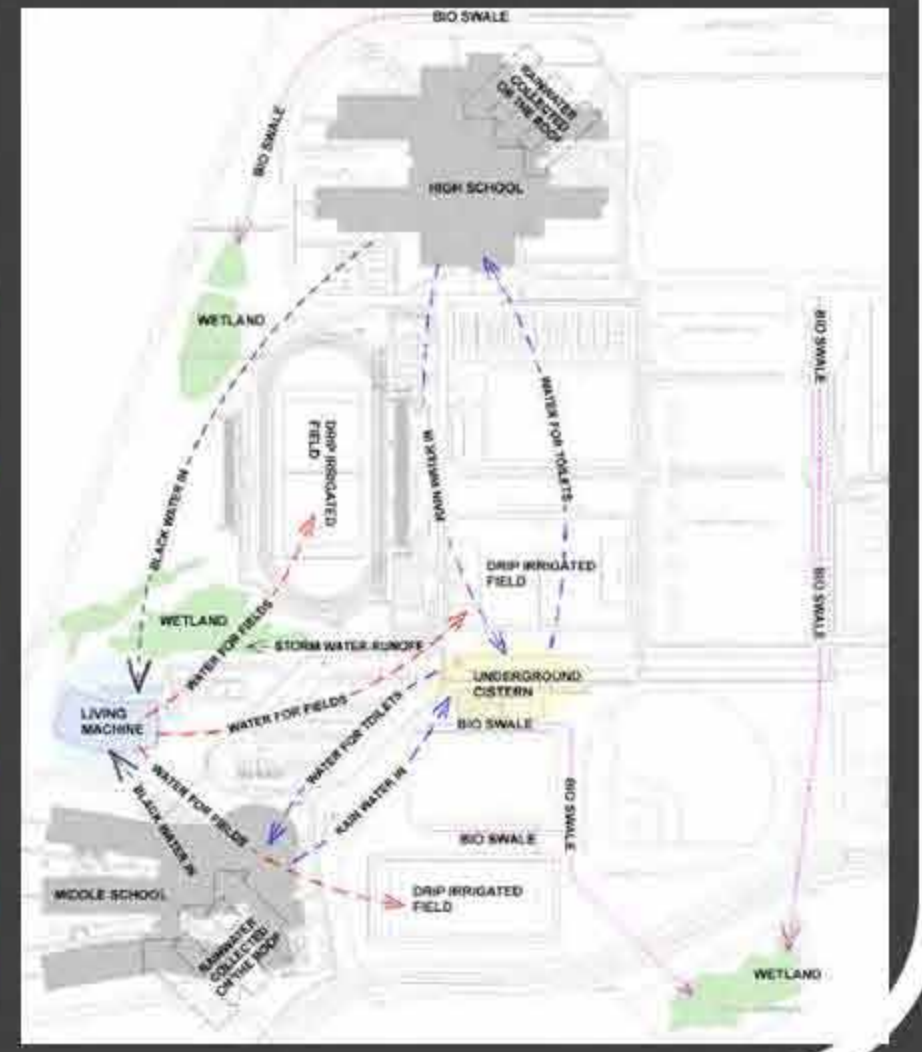 BIO SWALE
RAINWATER
COLLECTED
ON THE ROOF
BIO SWALE
HIGH SCHOOL
WETLAND
BIO SWALE
WATER FOR TOILETS
DRIP IRRIGATED
FIELD
RAIN WATER IN
BLACK WATER IN
DRIP IRRIGATED
FIELD
BIO SWALE
WETLAND
WATER FOR FIELDS
STORM WATER RUNOFF
UNDERGROUND
CISTERN
LIVING
MACHINE
WATER FOR FIELDS
BIO SWALE
WATER FOR TOILETS
WATER FOR FIELDS
RAIN WATER IN
BIO SWALE
BLACK WATER IN
BIO SWALE
MIDDLE SCHOOL
DRIP IRRIGATED
FIELD
RAINWATER
COLLECTED
ON THE ROOF
WETLAND